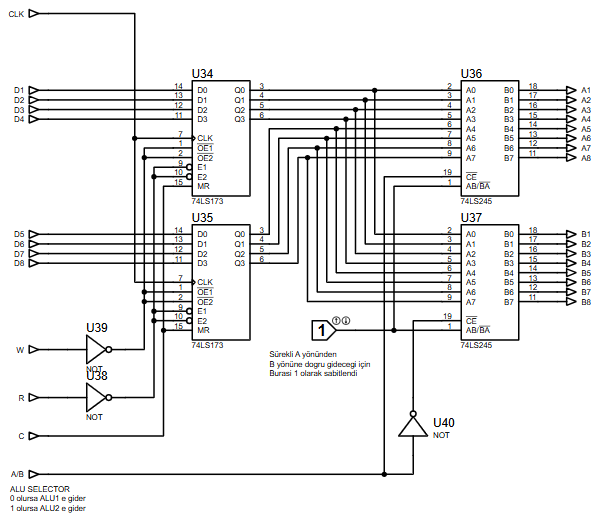 CLK
U34
U36
D1 14 D0 Q0 3 2 A0 B0 18 A1
D2 13 D1 Q1 4 3 A1 B1 17 A2
D3 12 D2 Q2 5 4 A2 B2 16 A3
D4 11 D3 Q3 6 5 A3 B3 15 A4
6 A4 B4 14 A5
7 CLK 7 A5 B5 13 A6
1 OE1 8 A6 B6 12 A7
2 OE2 9 A7 B7 11 A8
9 E1
10 E2 19 CE
15 MR 1 AB/BA
74LS173
74LS245
U35
U37
D5 14 D0 Q0 3 2 A0 B0 18 B1
D6 13 D1 Q1 4 3 A1 B1 17 B2
D7 12 D2 Q2 5 4 A2 B2 16 B3
D8 11 D3 Q3 6 5 A3 B3 15 B4
6 A4 B4 14 B5
7 CLK 7 A5 B5 13 B6
1 OE1 8 A6 B6 12 B7
2 OE2 9 A7 B7 11 B8
9 E1
10 E2 19 CE
15 MR 1 AB/BA
74LS173
74LS245
1
U39
W
NOT
Sürekli A yönünden
B yönüne dogru gidecegi için
Burasi 1 olarak sabitlendi
U38
R
NOT
U40
NOT
C
A/B
ALU SELECTOR
0 olursa ALU1 e gider
1 olursa ALU2 e gider